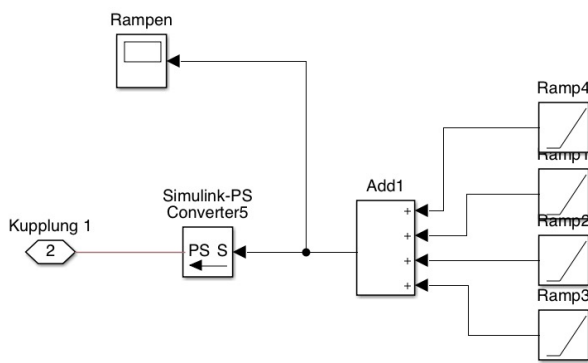 Rampen
Ramp4
Ramp1
Add1
Simulink-PS
Converter5
+
+
+
+
Ramp2
Kupplung 1
2
PS S
Ramp3